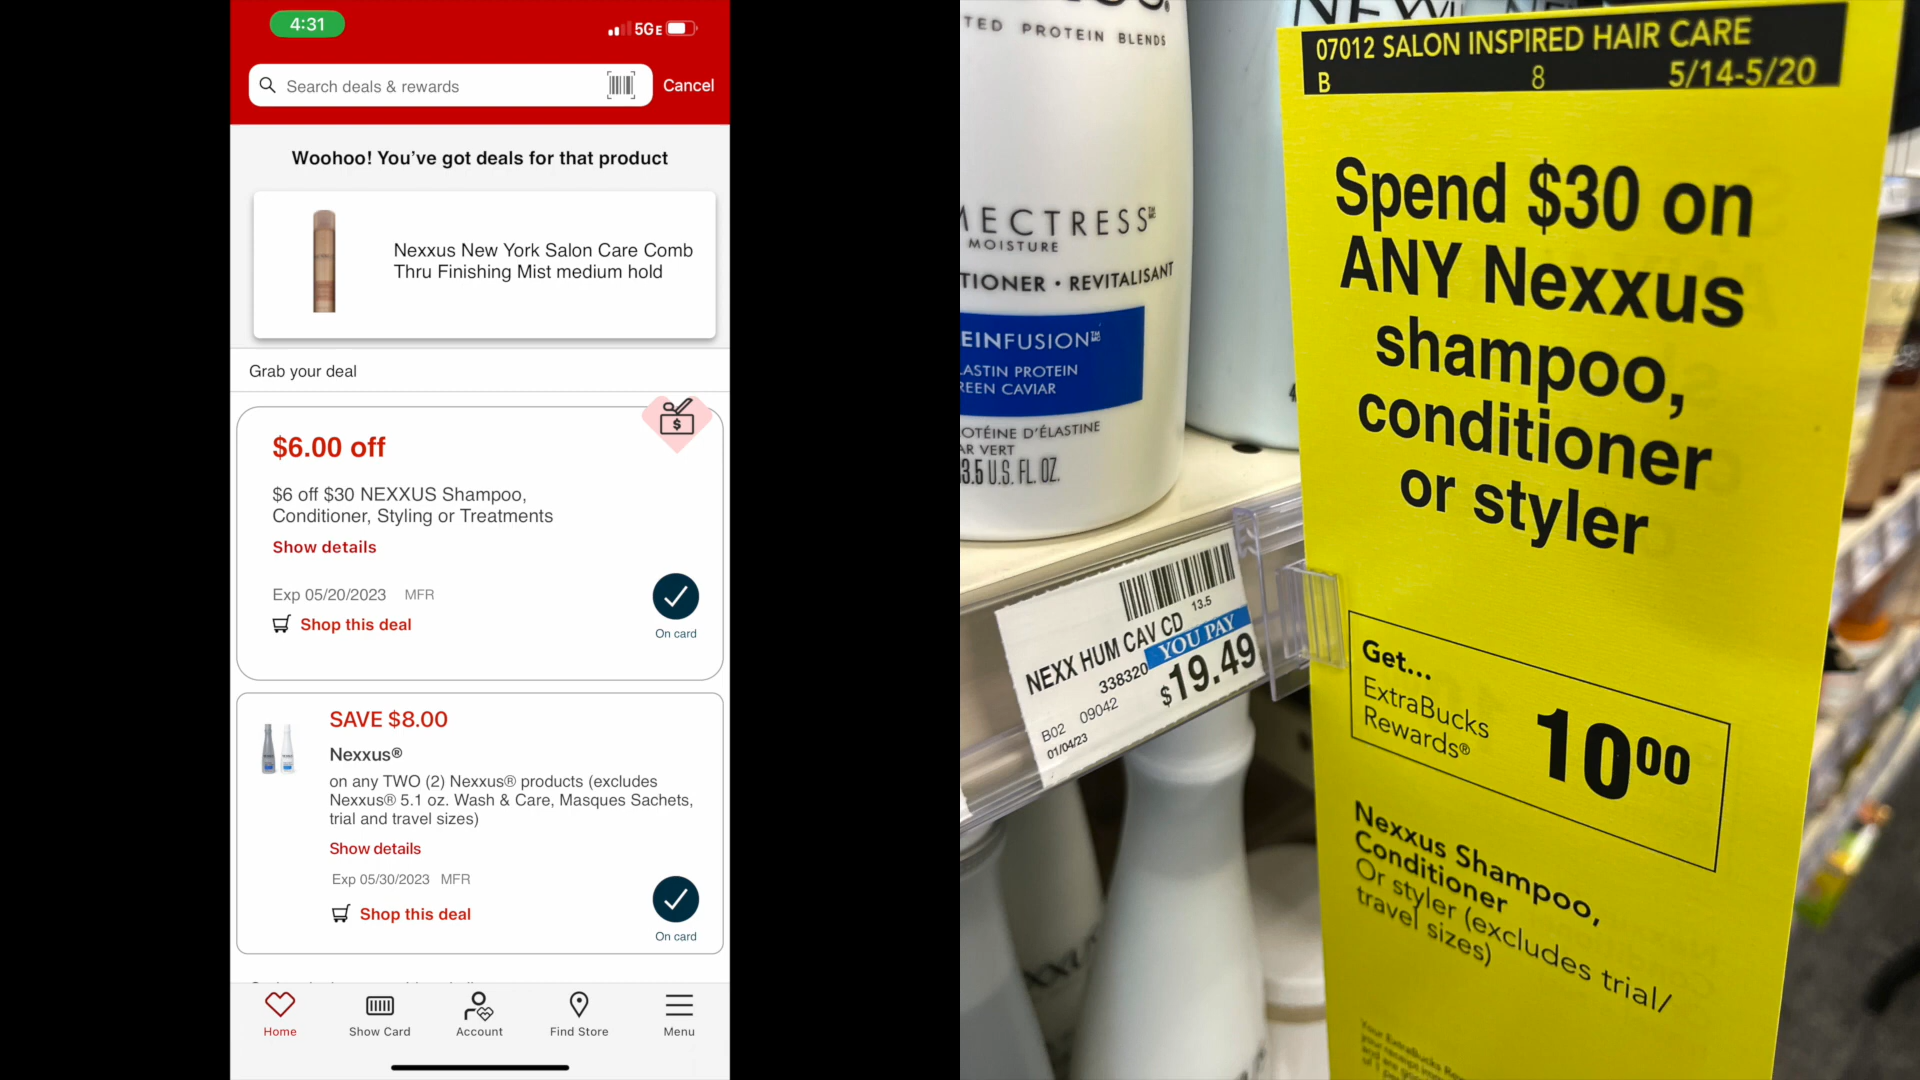 4:31
5GE
Search deals & rewards
Cancel
Woohoo! You've got deals for that product
Nexxus New York Salon Care Comb
Thru Finishing Mist medium hold
Grab your deal
$6.00 off
$6 off $30 NEXXUS Shampoo,
Conditioner, Styling or Treatments
Show details
Exp 05/20/2023 MFR
On card
Shop this deal
SAVE $8.00
Nexxus®
on any TWO (2) Nexxus® products (excludes
Nexxus® 5.1 oz. Wash & Care, Masques Sachets,
trial and travel sizes)
Show details
Exp 05/30/2023 MFR
Shop this deal
On card
Home
Show Card
Account
Find Store
Menu
TED PROTEIN BLENDS
MECTRESS™
MOISTURE
TIONER • REVITALISANT
EINFUSION
LASTIN PROTEIN
REEN CAVIAR
OTÉINE D'ÉLASTINE
AR VERT
3.5 U.S. FL. OZ.
NEXX HUM CAV CD
13.5
338320
YOU PAY
$19.49
B02 09042
01/04/23
07012 SALON INSPIRED HAIR CARE
B 8 5/14-5/20
Spend $30 on
ANY Nexxus
shampoo,
conditioner
or styler
Get...
ExtraBucks
Rewards®
10⁰⁰
Nexxus Shampoo,
Conditioner
Or styler (excludes trial/
travel sizes)